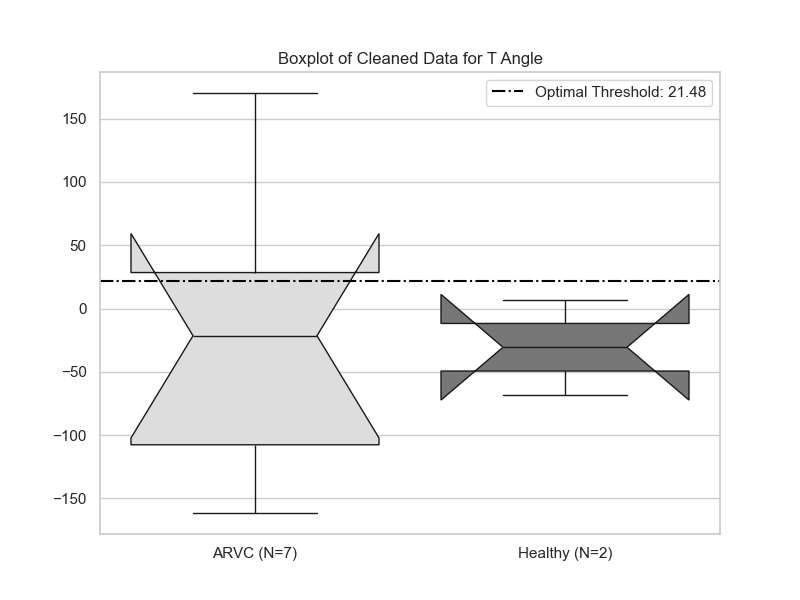 Boxplot of Cleaned Data for T Angle
Optimal Threshold: 21.48
150
100
50
0
−50
−100
−150
ARVC (N=7)
Healthy (N=2)